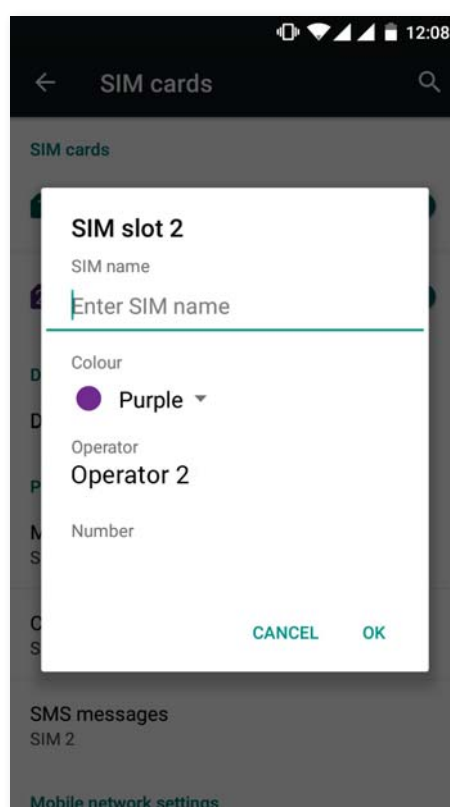 12:08
SIM cards
SIM cards
SIM slot 2
SIM name
Enter SIM name
Colour
Purple
Operator
Operator 2
Number
CANCEL OK
SMS messages
SIM 2
Mobile network settings